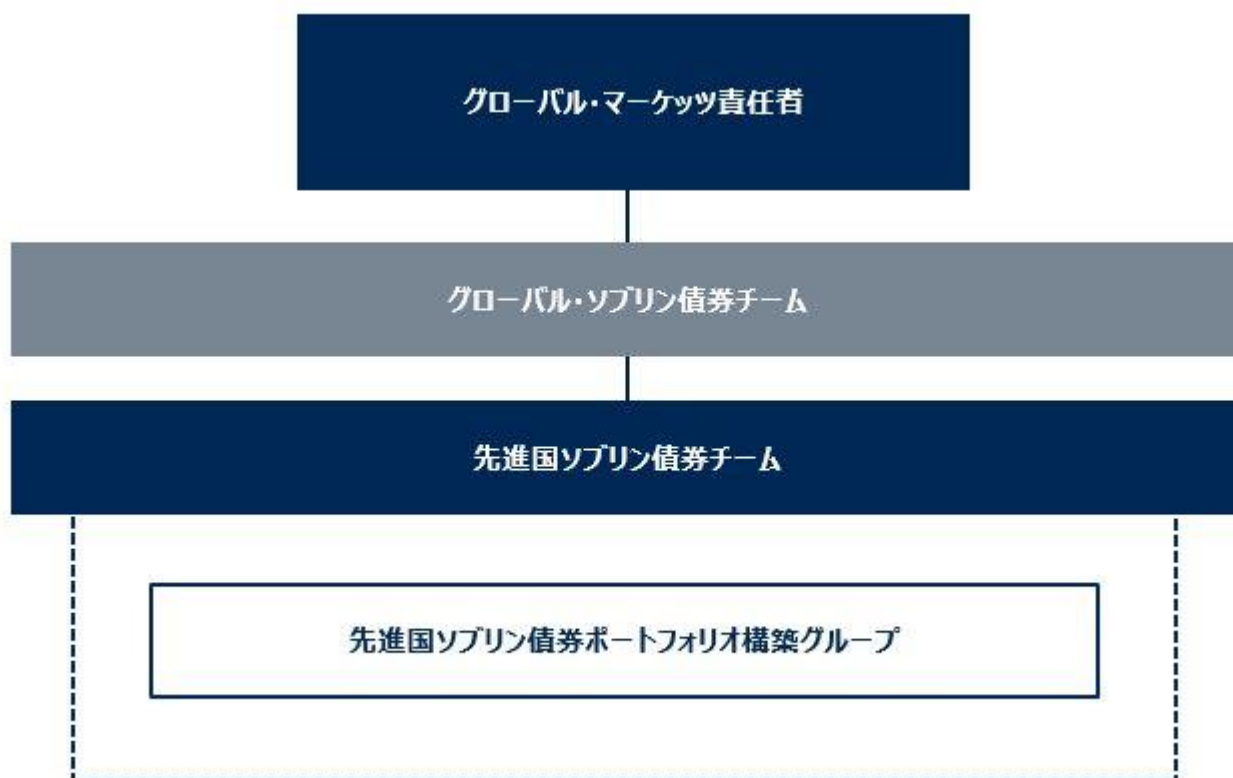 グローバル・マーケッツ責任者
グローバル・ソブリン債券チーム
先進国ソブリン債券チーム
先進国ソブリン債券ポートフォリオ構築グループ